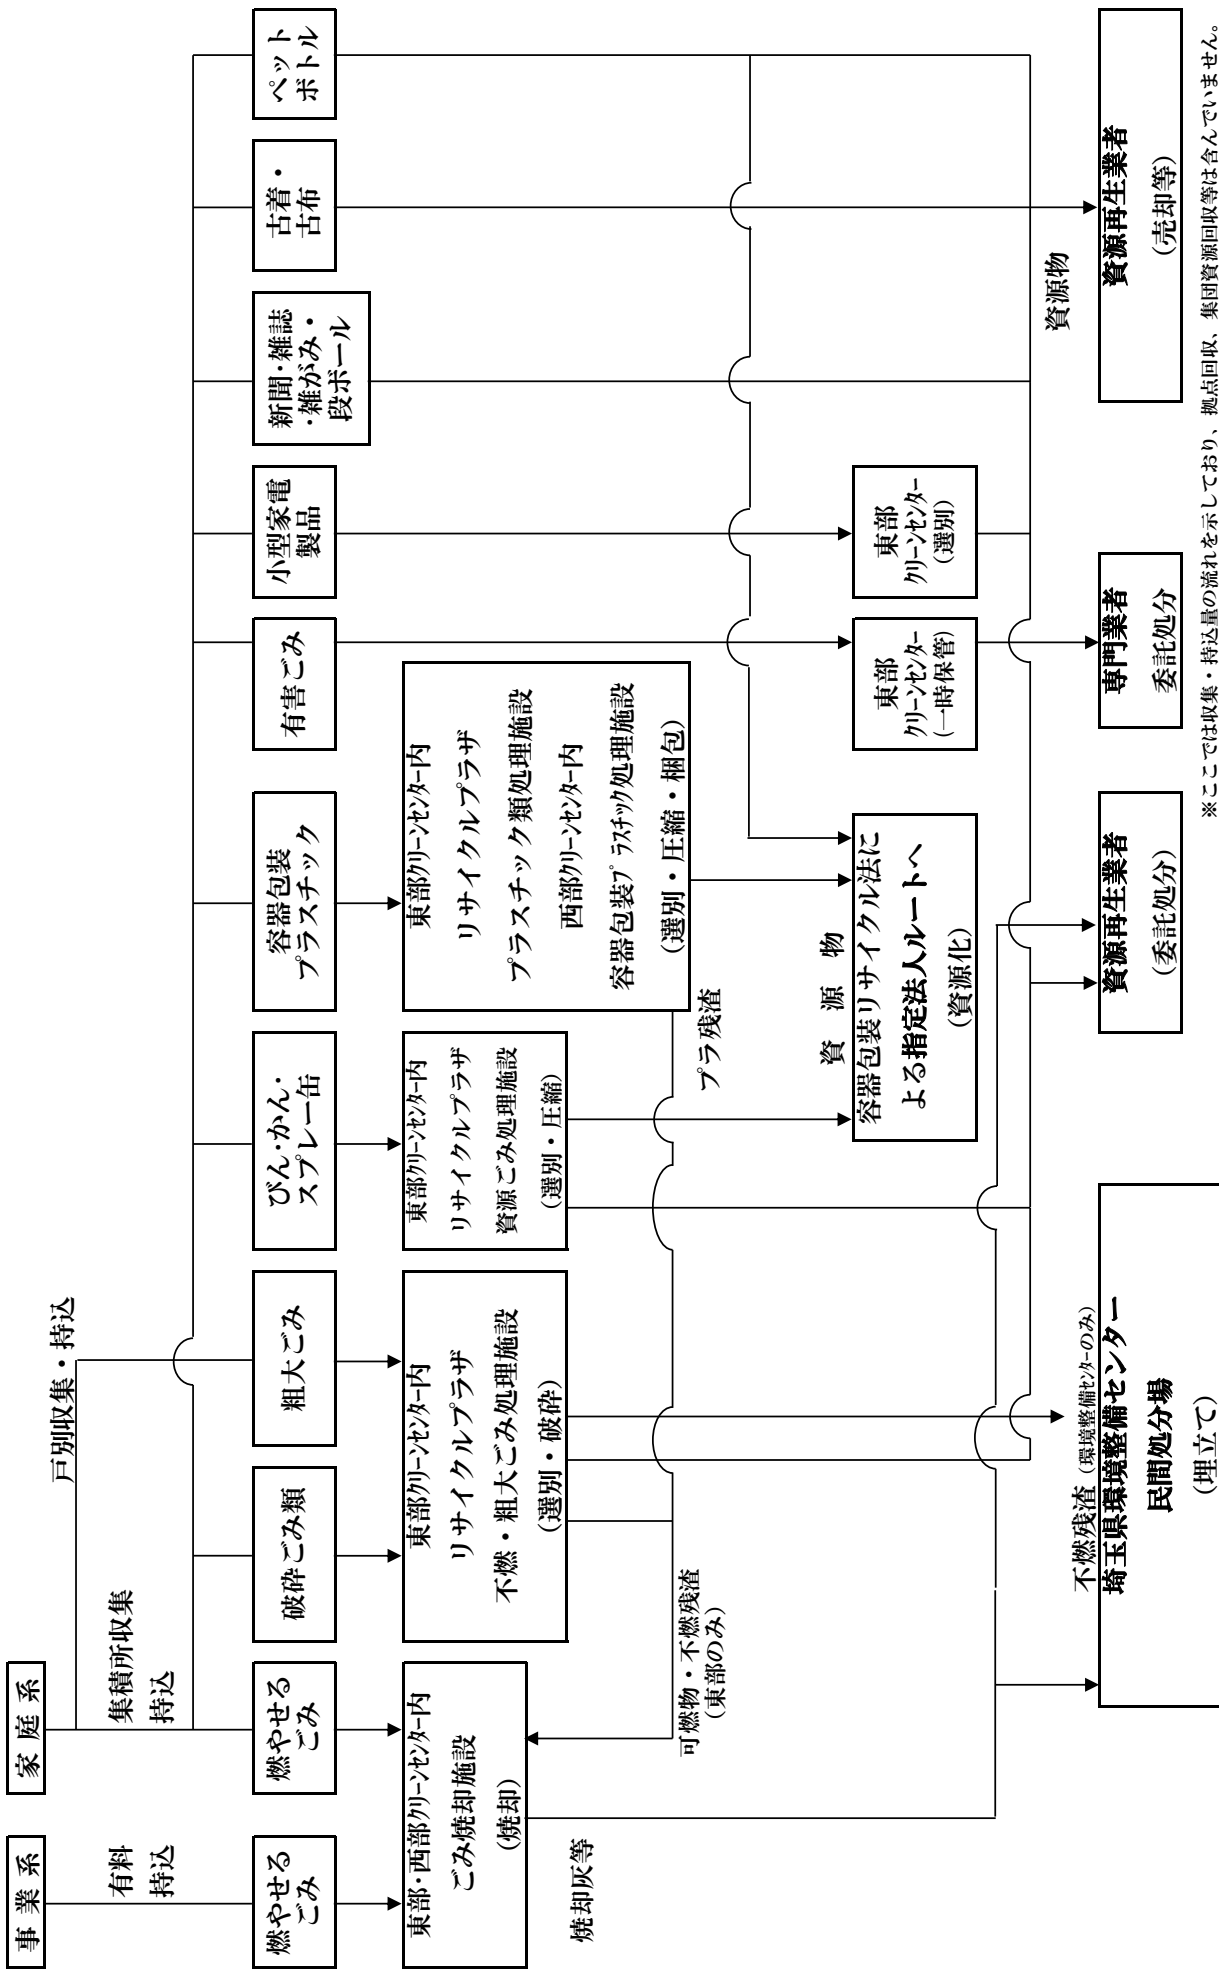 事業系
家庭系
有料
持込
集積所収集
持込
戸別収集・持込
燃やせる
ごみ
燃やせる
ごみ
破砕ごみ類
粗大ごみ
びん・かん・
スプレー缶
容器包装
プラスチック
有害ごみ
小型家電
製品
新聞・雑誌
・雑がみ・
段ボール
古着・
古布
ペット
ボトル
東部・西部クリーンセンター内
ごみ焼却施設
(焼却)
東部クリーンセンター内
リサイクルプラザ
不燃・粗大ごみ処理施設
(選別・破砕)
東部クリーンセンター内
リサイクルプラザ
資源ごみ処理施設
(選別・圧縮)
東部クリーンセンター内
リサイクルプラザ
プラスチック類処理施設
西部クリーンセンター内
容器包装プラスチック処理施設
(選別・圧縮・梱包)
焼却灰等
可燃物・不燃残渣
(東部のみ)
プラ残渣
資源物
容器包装リサイクル法に
よる指定法人ルートへ
(資源化)
東部
クリーンセンター
(一時保管)
東部
クリーンセンター
(選別)
資源物
不燃残渣(環境整備センターのみ)
埼玉県環境整備センター
民間処分場
(埋立て)
資源再生業者
(委託処分)
専門業者
委託処分
資源再生業者
(売却等)
※ここでは収集・持込量の流れを示しており、拠点回収、集団資源回収等は含んでいません。